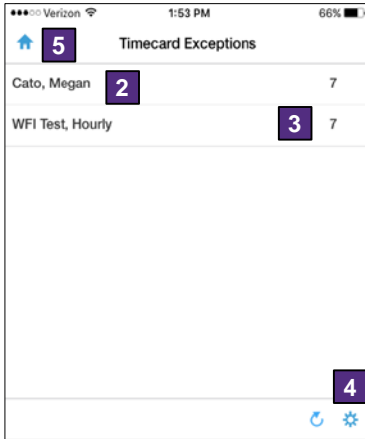 Verizon 1:53 PM 66%
5 Timecard Exceptions
Cato, Megan 2 7
WFI Test, Hourly 3 7
4